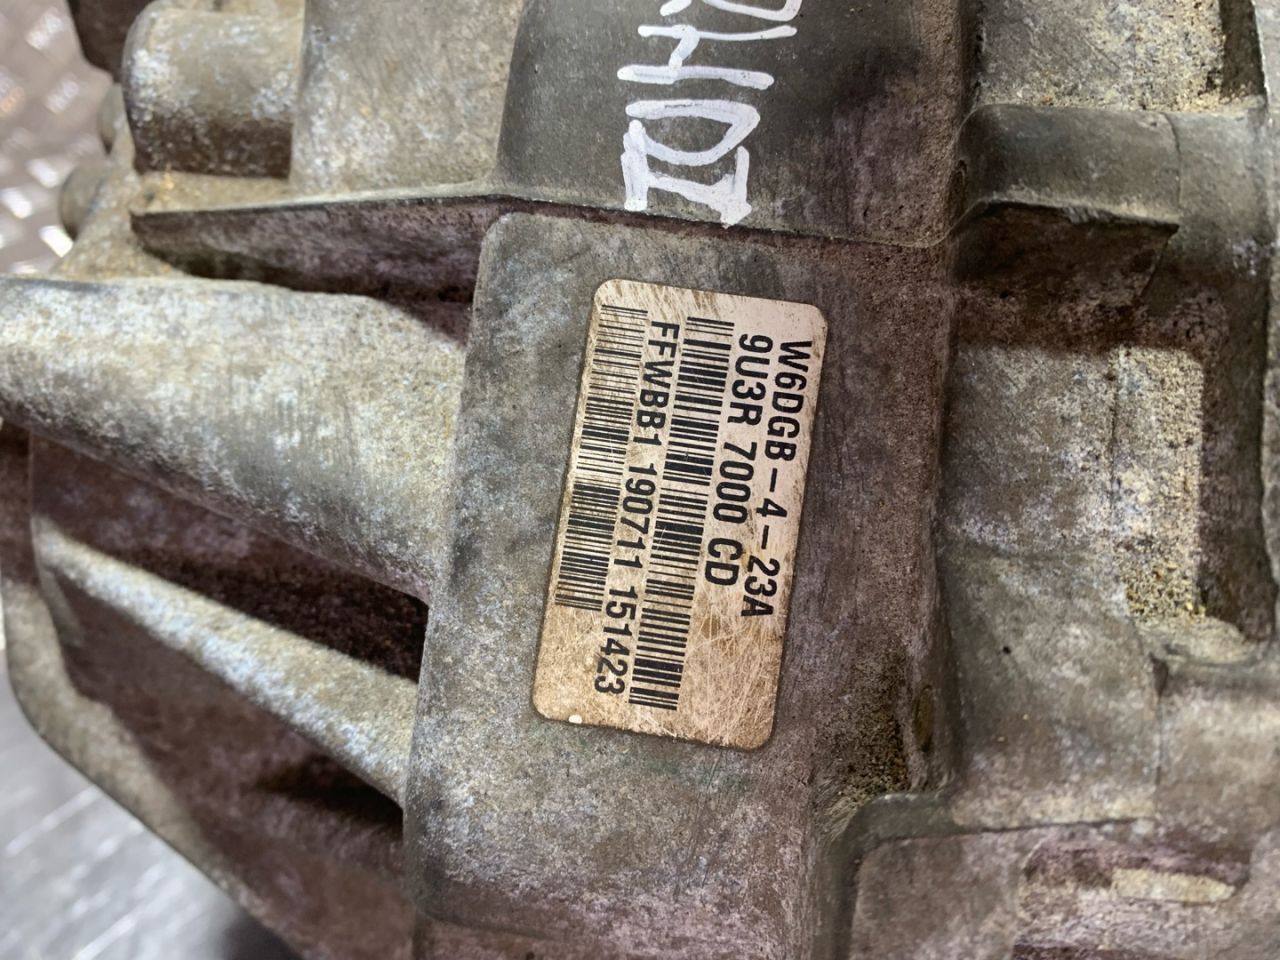 W6DGB-4-23A
9U3R 7000 CD
FFWBB1 190711 151423